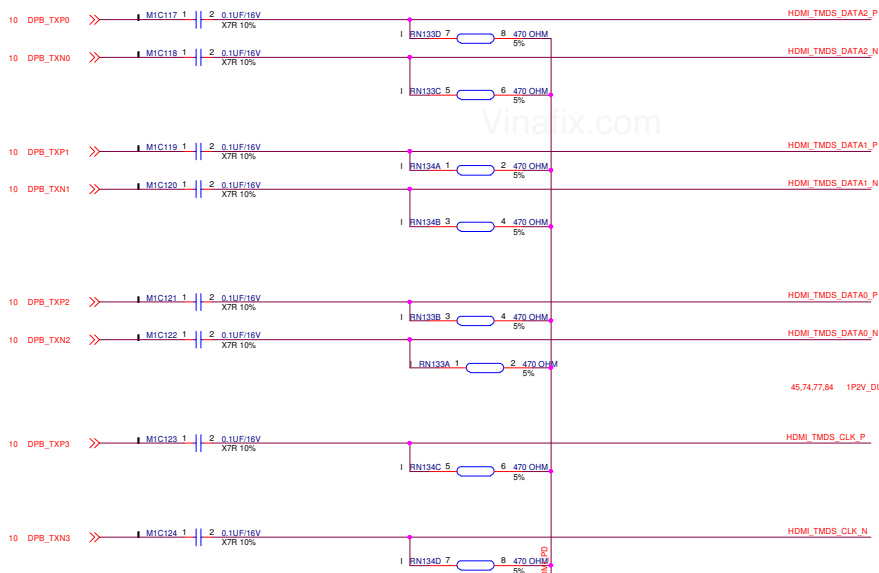 10 DPB_TXP0 M1C117 1 2 0.1UF/16V HDMI_TMDS_DATA2_P
X7R 10%
I RN133D 7 8 470 OHM
5%
10 DPB_TXN0 M1C118 1 2 0.1UF/16V HDMI_TMDS_DATA2_N
X7R 10%
I RN133C 5 6 470 OHM
5%
Vinafix.com
10 DPB_TXP1 M1C119 1 2 0.1UF/16V HDMI_TMDS_DATA1_P
X7R 10%
I RN134A 1 2 470 OHM
5%
10 DPB_TXN1 M1C120 1 2 0.1UF/16V HDMI_TMDS_DATA1_N
X7R 10%
I RN134B 3 4 470 OHM
5%
10 DPB_TXP2 M1C121 1 2 0.1UF/16V HDMI_TMDS_DATA0_P
X7R 10%
I RN133B 3 4 470 OHM
5%
10 DPB_TXN2 M1C122 1 2 0.1UF/16V HDMI_TMDS_DATA0_N
X7R 10%
I RN133A 1 2 470 OHM
5%
45,74,77,84
10 DPB_TXP3 M1C123 1 2 0.1UF/16V HDMI_TMDS_CLK_P
X7R 10%
I RN134C 5 6 470 OHM
5%
10 DPB_TXN3 M1C124 1 2 0.1UF/16V HDMI_TMDS_CLK_N
X7R 10%
I RN134D 7 8 470 OHM
5%